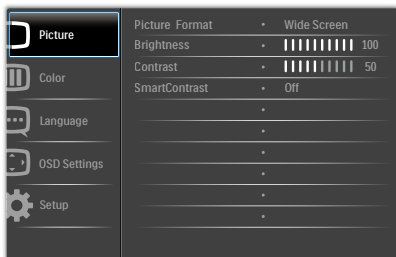 Picture
Color
Language
OSD Settings
Setup
Picture Format • Wide Screen
Brightness • 100
Contrast • 50
SmartContrast • Off
•
•
•
•
•